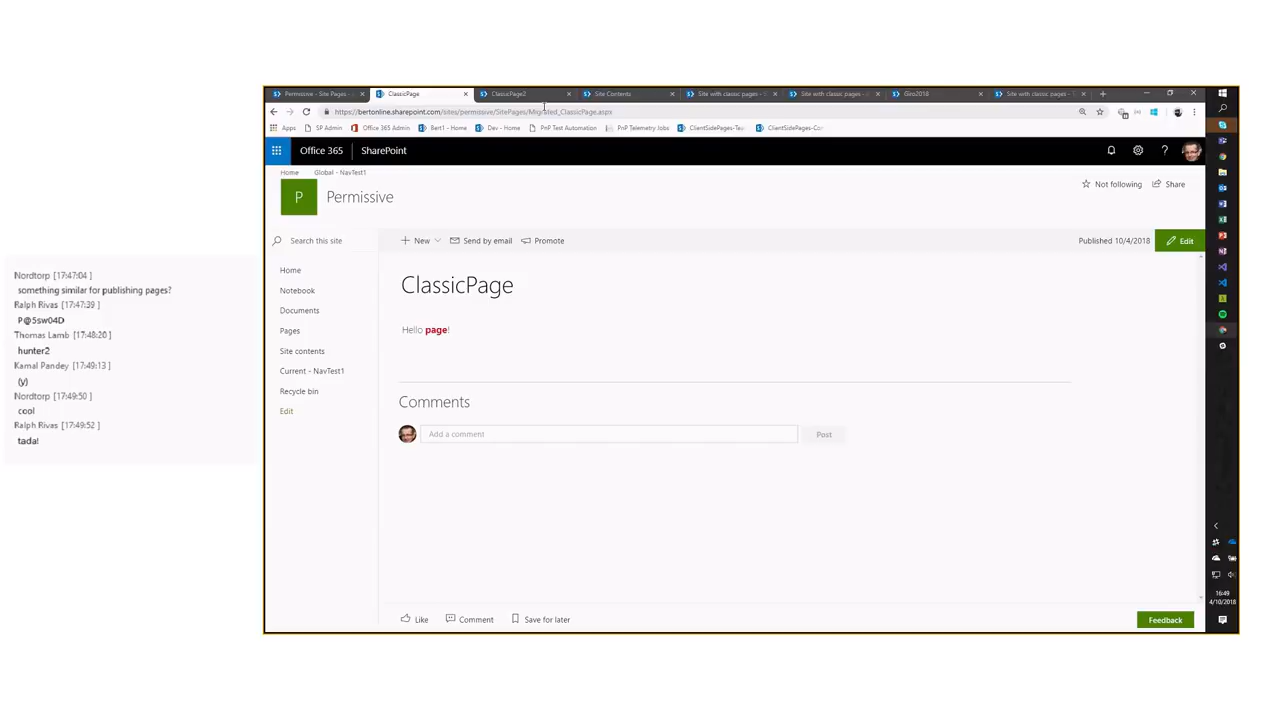 Nordtorp [17:47:04 ]
something similar for publishing pages?
Ralph Rivas [17:47:39 ]
P@5sw04D
Thomas Lamb [17:48:20 ]
hunter2
Kamal Pandey [17:49:13 ]
(y)
Nordtorp [17:49:50 ]
cool
Ralph Rivas [17:49:52 ]
tada!
Permissive - Site Pages -
ClassicPage
ClassicPage2
Site Contents
Site with classic pages -
Site with classic pages -
Giro2018
Site with classic pages -
https://bertonline.sharepoint.com/sites/permissive/SitePages/Migrated_ClassicPage.aspx
Apps
SP Admin
Office 365 Admin
Bert1 - Home
Dev - Home
PnP Test Automation
PnP Telemetry Jobs
ClientSidePages-Tea
ClientSidePages-Co
Office 365
SharePoint
?
Home
Global - NavTest1
P
Permissive
Not following
Share
Search this site
New
Send by email
Promote
Published 10/4/2018
Edit
Home
Notebook
Documents
Pages
Site contents
Current - NavTest1
Recycle bin
Edit
ClassicPage
Hello page!
Comments
Add a comment
Post
Like
Comment
Save for later
Feedback
16:49
4/10/2018